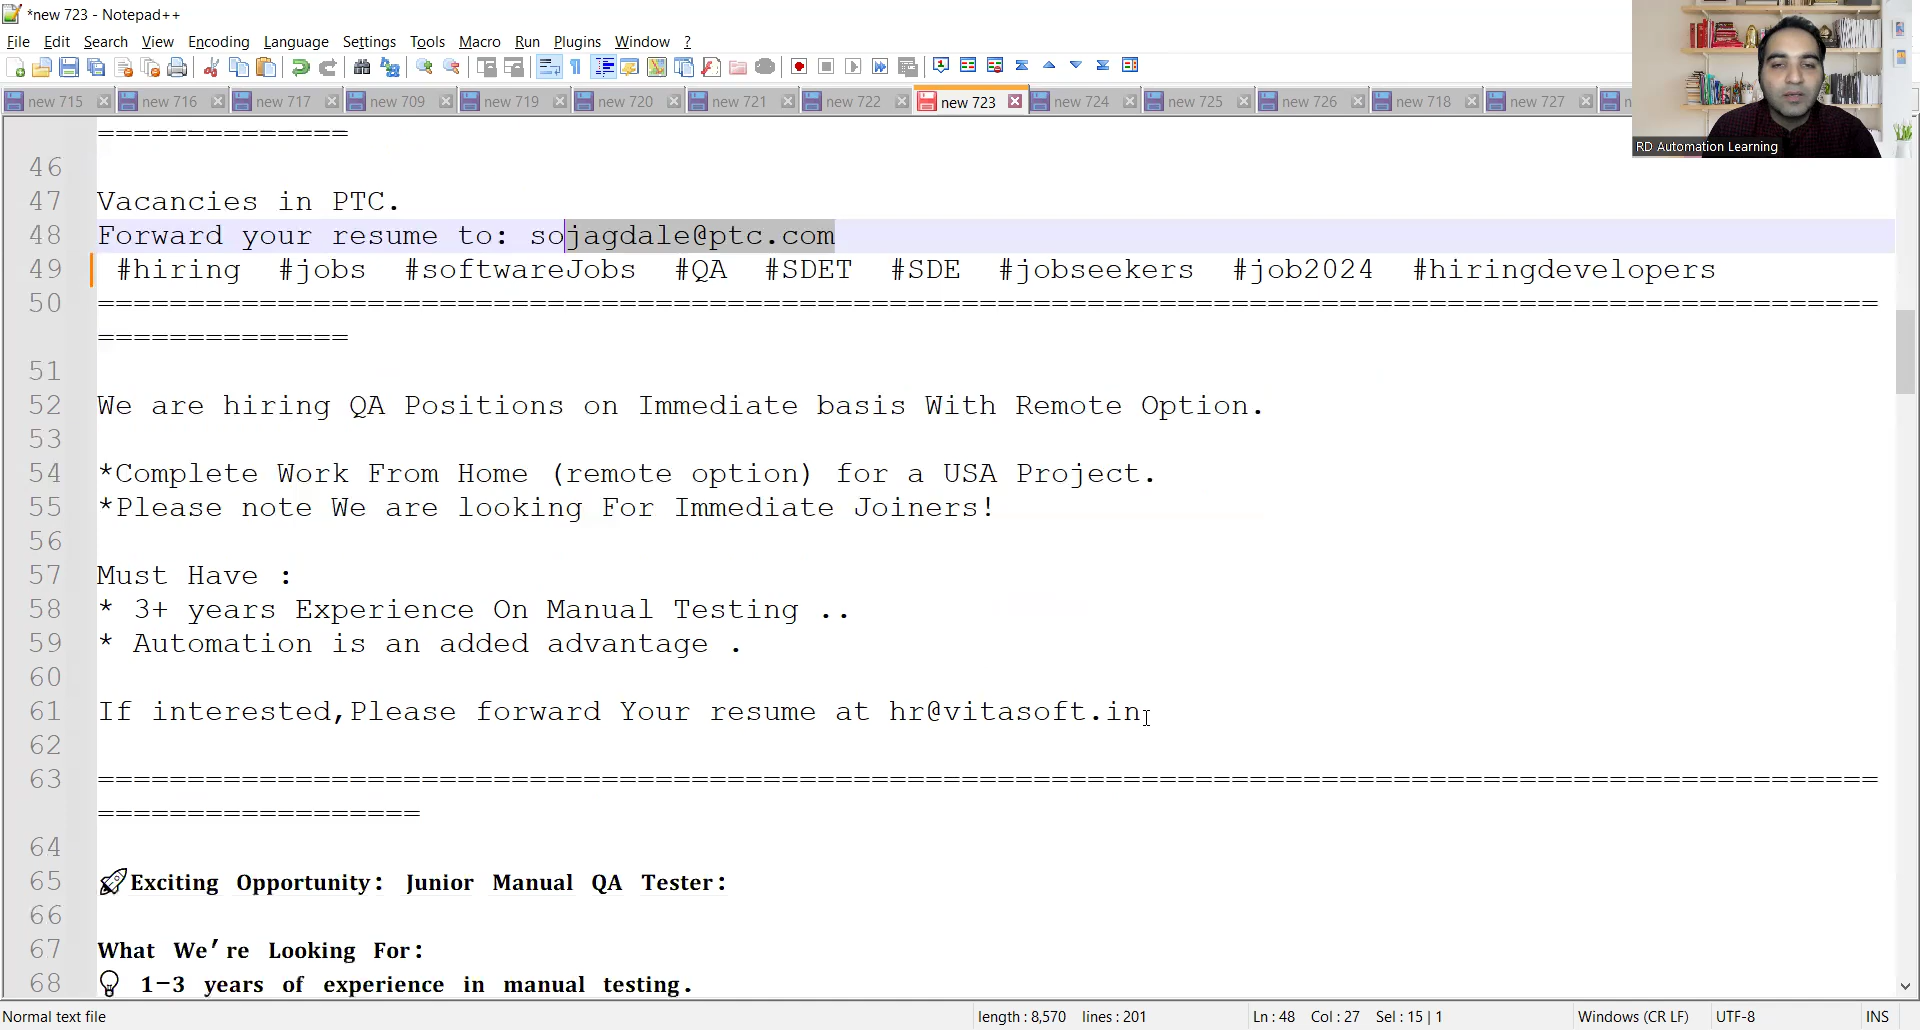 *new 723 - Notepad++
File Edit Search View Encoding Language Settings Tools Macro Run Plugins Window ?
new 715 new 716 new 717 new 709 new 719 new 720 new 721 new 722 new 723 new 724 new 725 new 726 new 718 new 727
RD Automation Learning
==============
46
47 Vacancies in PTC.
48 Forward your resume to: sojagdale@ptc.com
49 #hiring #jobs #softwareJobs #QA #SDET #SDE #jobseekers #job2024 #hiringdevelopers
50 ===================================================================================================
==============
51
52 We are hiring QA Positions on Immediate basis With Remote Option.
53
54 *Complete Work From Home (remote option) for a USA Project.
55 *Please note We are looking For Immediate Joiners!
56
57 Must Have :
58 * 3+ years Experience On Manual Testing ..
59 * Automation is an added advantage .
60
61 If interested,Please forward Your resume at hr@vitasoft.in
62
63 ===================================================================================================
==================
64
65 🚀Exciting Opportunity: Junior Manual QA Tester:
66
67 What We’re Looking For:
68 💡 1–3 years of experience in manual testing.
Normal text file length : 8,570 lines : 201 Ln : 48 Col : 27 Sel : 15 | 1 Windows (CR LF) UTF-8 INS